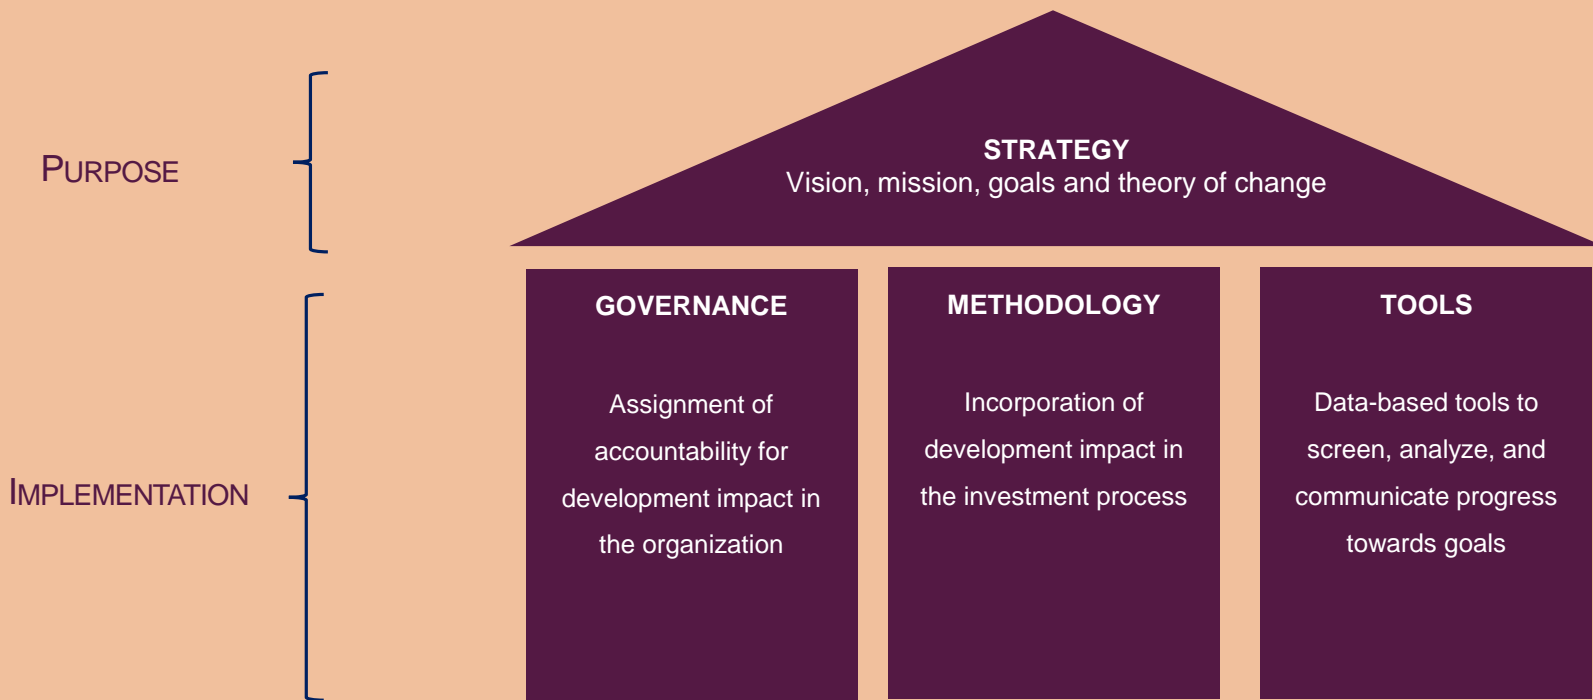 PURPOSE
STRATEGY
Vision, mission, goals and theory of change
IMPLEMENTATION
GOVERNANCE
Assignment of
accountability for
development impact in
the organization
METHODOLOGY
Incorporation of
development impact in
the investment process
TOOLS
Data-based tools to
screen, analyze, and
communicate progress
towards goals